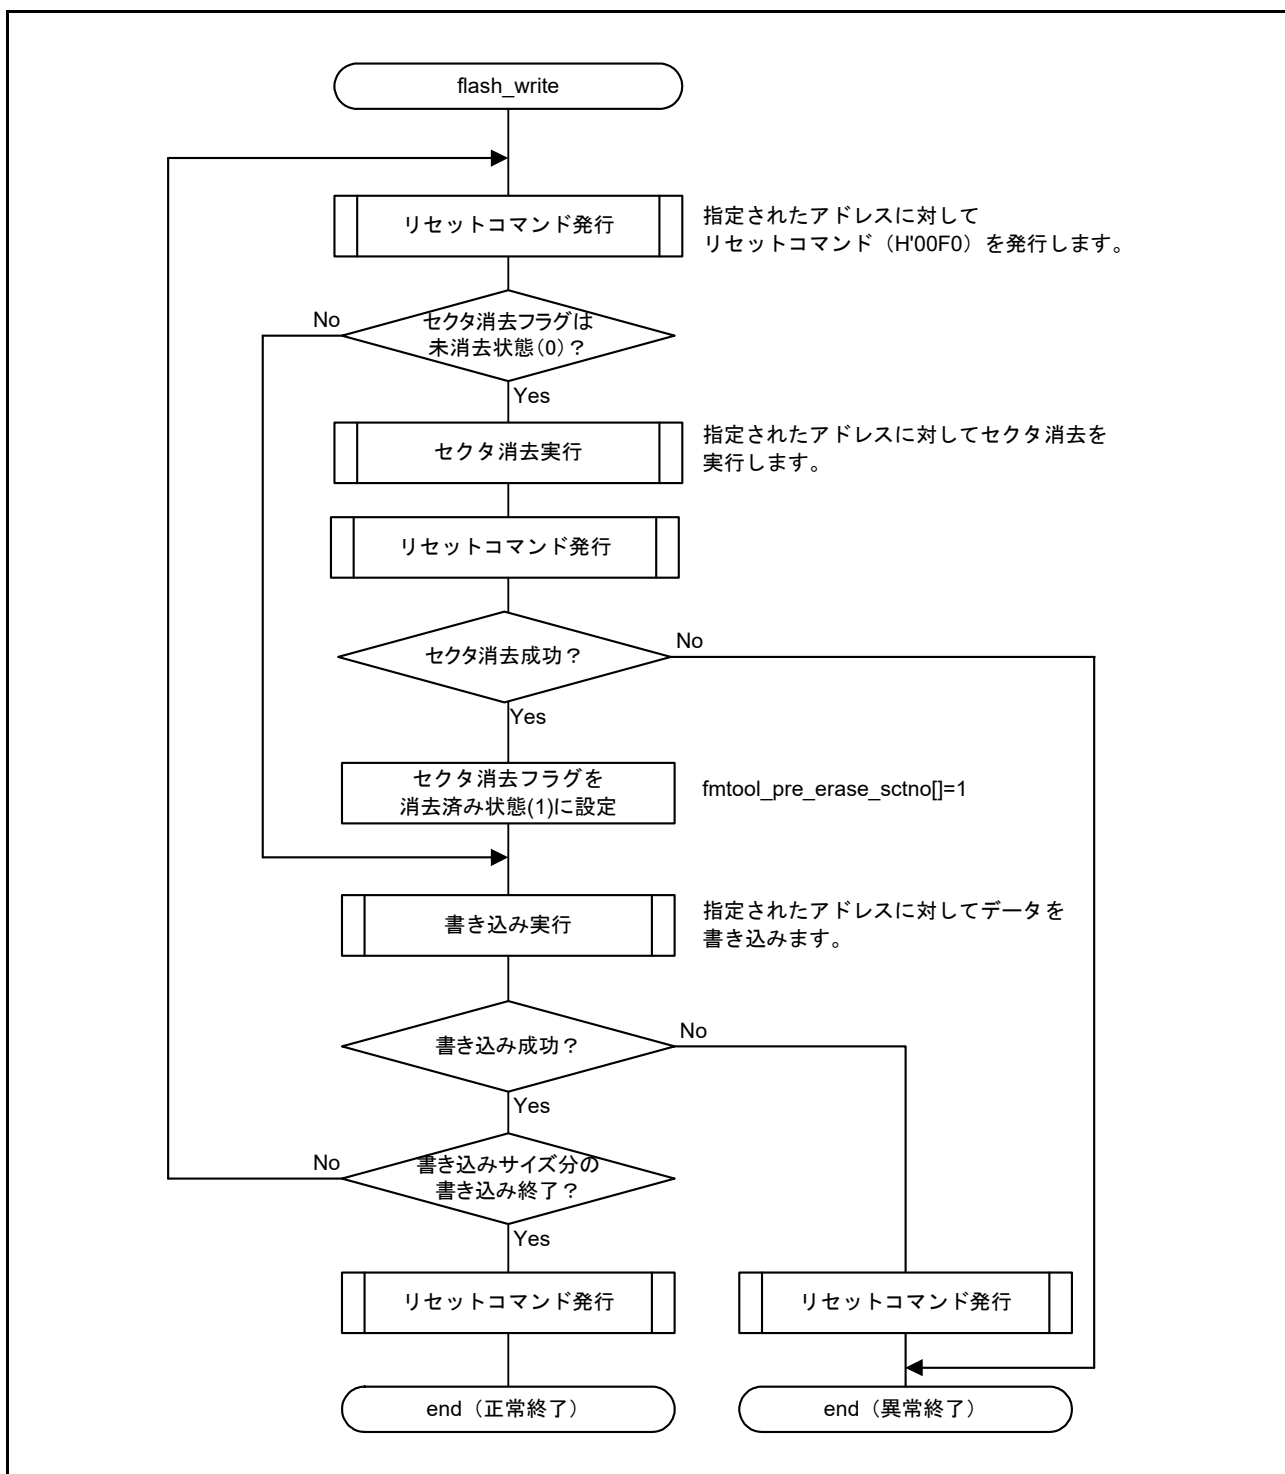 flash_write
リセットコマンド発行
指定されたアドレスに対して
リセットコマンド（H'00F0）を発行します。
No
セクタ消去フラグは
未消去状態(0)？
Yes
セクタ消去実行
指定されたアドレスに対してセクタ消去を
実行します。
リセットコマンド発行
セクタ消去成功？
No
Yes
セクタ消去フラグを
消去済み状態(1)に設定
fmtool_pre_erase_sctno[]=1
書き込み実行
指定されたアドレスに対してデータを
書き込みます。
書き込み成功？
No
Yes
No
書き込みサイズ分の
書き込み終了？
Yes
リセットコマンド発行
リセットコマンド発行
end（正常終了）
end（異常終了）